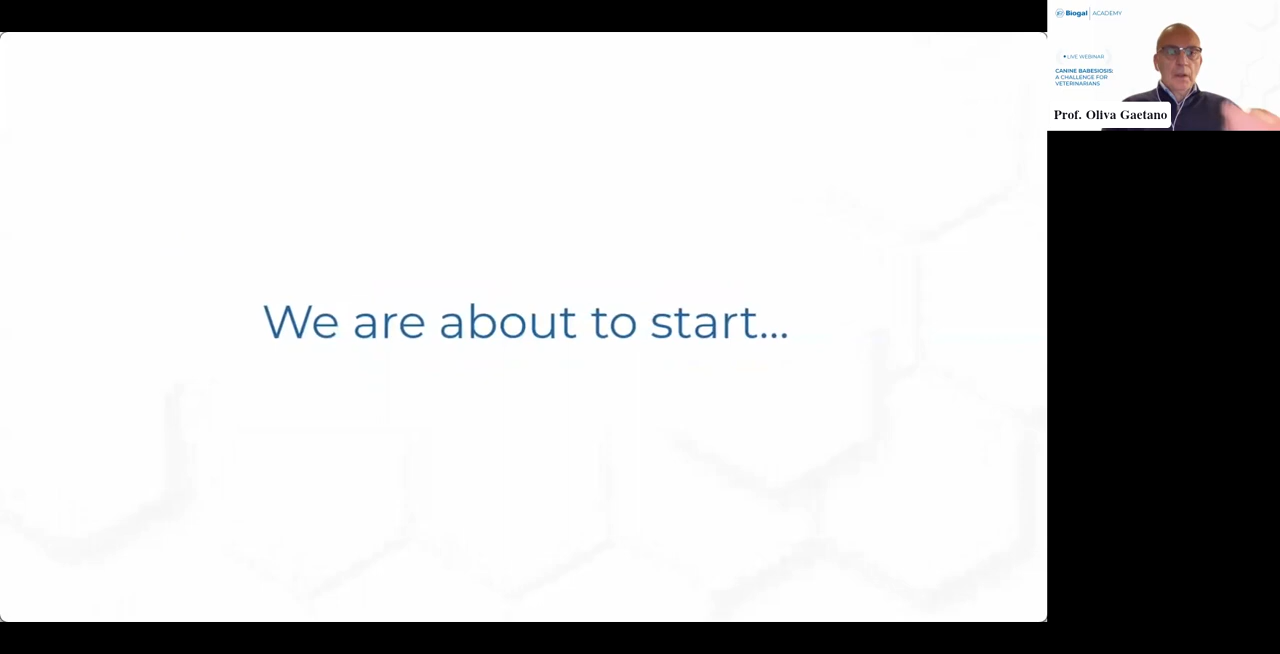 We are about to start...
Biogal ACADEMY
LIVE WEBINAR
CANINE BABESIOSIS:
A CHALLENGE FOR
VETERINARIANS
Prof. Oliva Gaetano